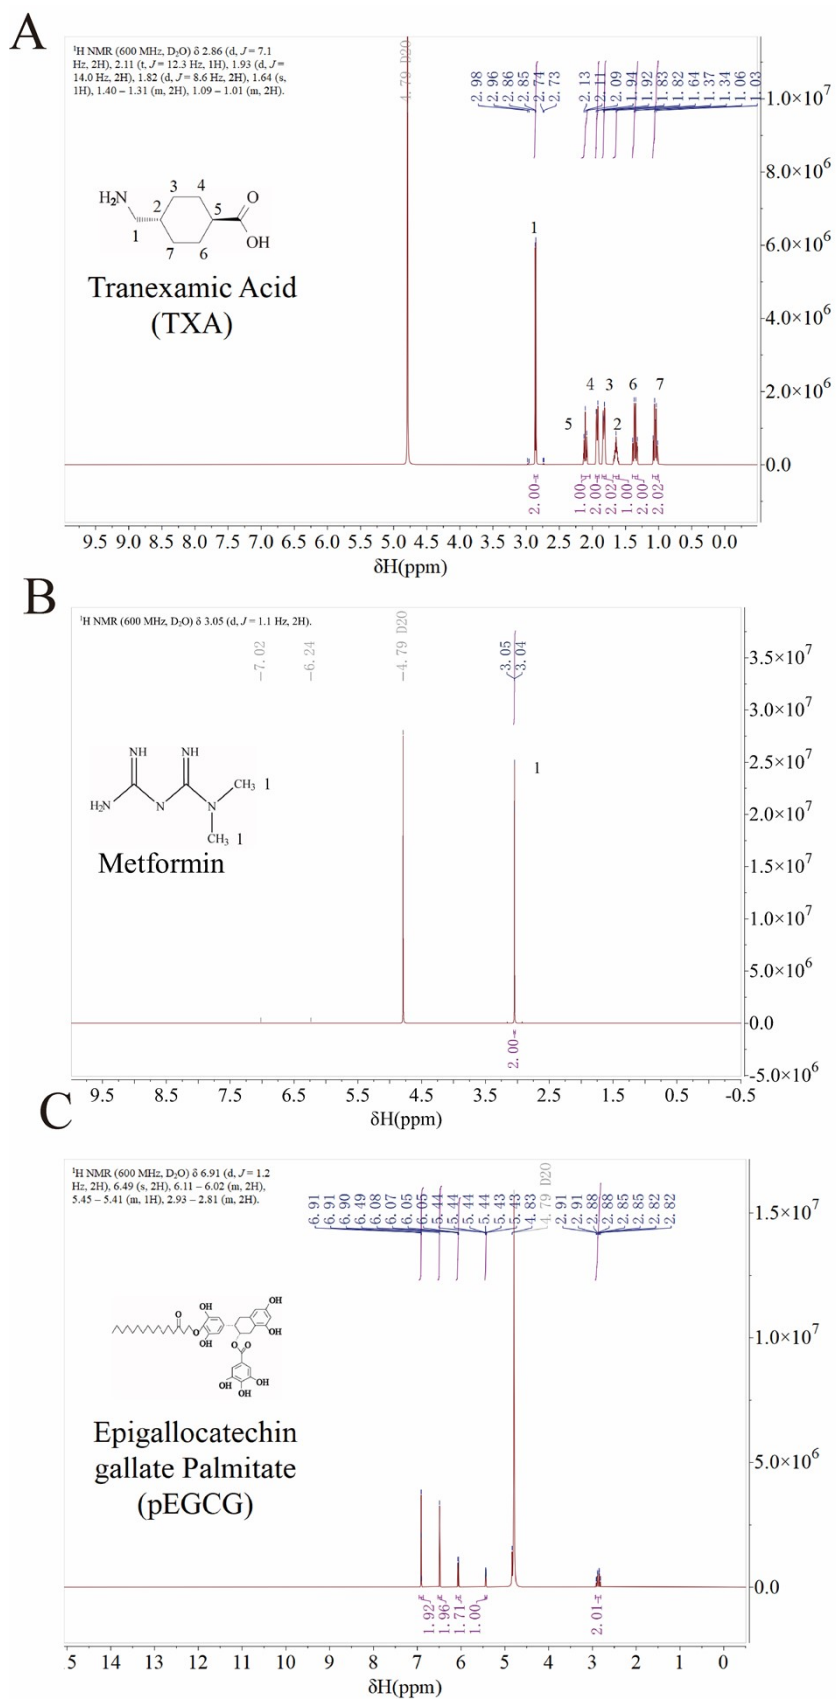 A
¹H NMR (600 MHz, D₂O) δ 2.86 (d, J = 7.1
Hz, 2H), 2.11 (t, J = 12.3 Hz, 1H), 1.93 (d, J =
14.0 Hz, 2H), 1.82 (d, J = 8.6 Hz, 2H), 1.64 (s,
1H), 1.40 – 1.31 (m, 2H), 1.09 – 1.01 (m, 2H).
4.79 D2O
2.98
2.96
2.86
2.85
2.74
2.73
2.13
2.11
2.09
1.94
1.92
1.83
1.82
1.64
1.37
1.34
1.06
1.03
H₂N
1
2
3
4
5
6
7
O
OH
Tranexamic Acid
(TXA)
1
5
4
3
2
6
7
1.0×10⁷
8.0×10⁶
6.0×10⁶
4.0×10⁶
2.0×10⁶
0.0
2.00
1.00
2.00
2.02
1.00
2.00
2.02
9.5 9.0 8.5 8.0 7.5 7.0 6.5 6.0 5.5 5.0 4.5 4.0 3.5 3.0 2.5 2.0 1.5 1.0 0.5 0.0
δH(ppm)
B
¹H NMR (600 MHz, D₂O) δ 3.05 (d, J = 1.1 Hz, 2H).
7.02
6.24
4.79 D2O
3.05
3.04
NH
NH
H₂N
N
N
CH₃ 1
CH₃ 1
Metformin
1
3.5×10⁷
3.0×10⁷
2.5×10⁷
2.0×10⁷
1.5×10⁷
1.0×10⁷
5.0×10⁶
0.0
-5.0×10⁶
2.00
9.5 8.5 7.5 6.5 5.5 4.5 3.5 2.5 1.5 0.5 -0.5
δH(ppm)
C
¹H NMR (600 MHz, D₂O) δ 6.91 (d, J = 1.2
Hz, 2H), 6.49 (s, 2H), 6.11 – 6.02 (m, 2H),
5.45 – 5.41 (m, 1H), 2.93 – 2.81 (m, 2H).
6.91
6.91
6.90
6.49
6.08
6.07
6.05
6.05
5.44
5.44
5.44
5.44
5.43
5.43
4.83
4.79 D2O
2.91
2.91
2.88
2.88
2.85
2.85
2.82
2.82
O
O
OH
OH
OH
OH
O
O
OH
OH
OH
Epigallocatechin
gallate Palmitate
(pEGCG)
1.5×10⁷
1.0×10⁷
5.0×10⁶
0.0
1.92
1.96
1.71
1.00
2.01
15 14 13 12 11 10 9 8 7 6 5 4 3 2 1 0
δH(ppm)